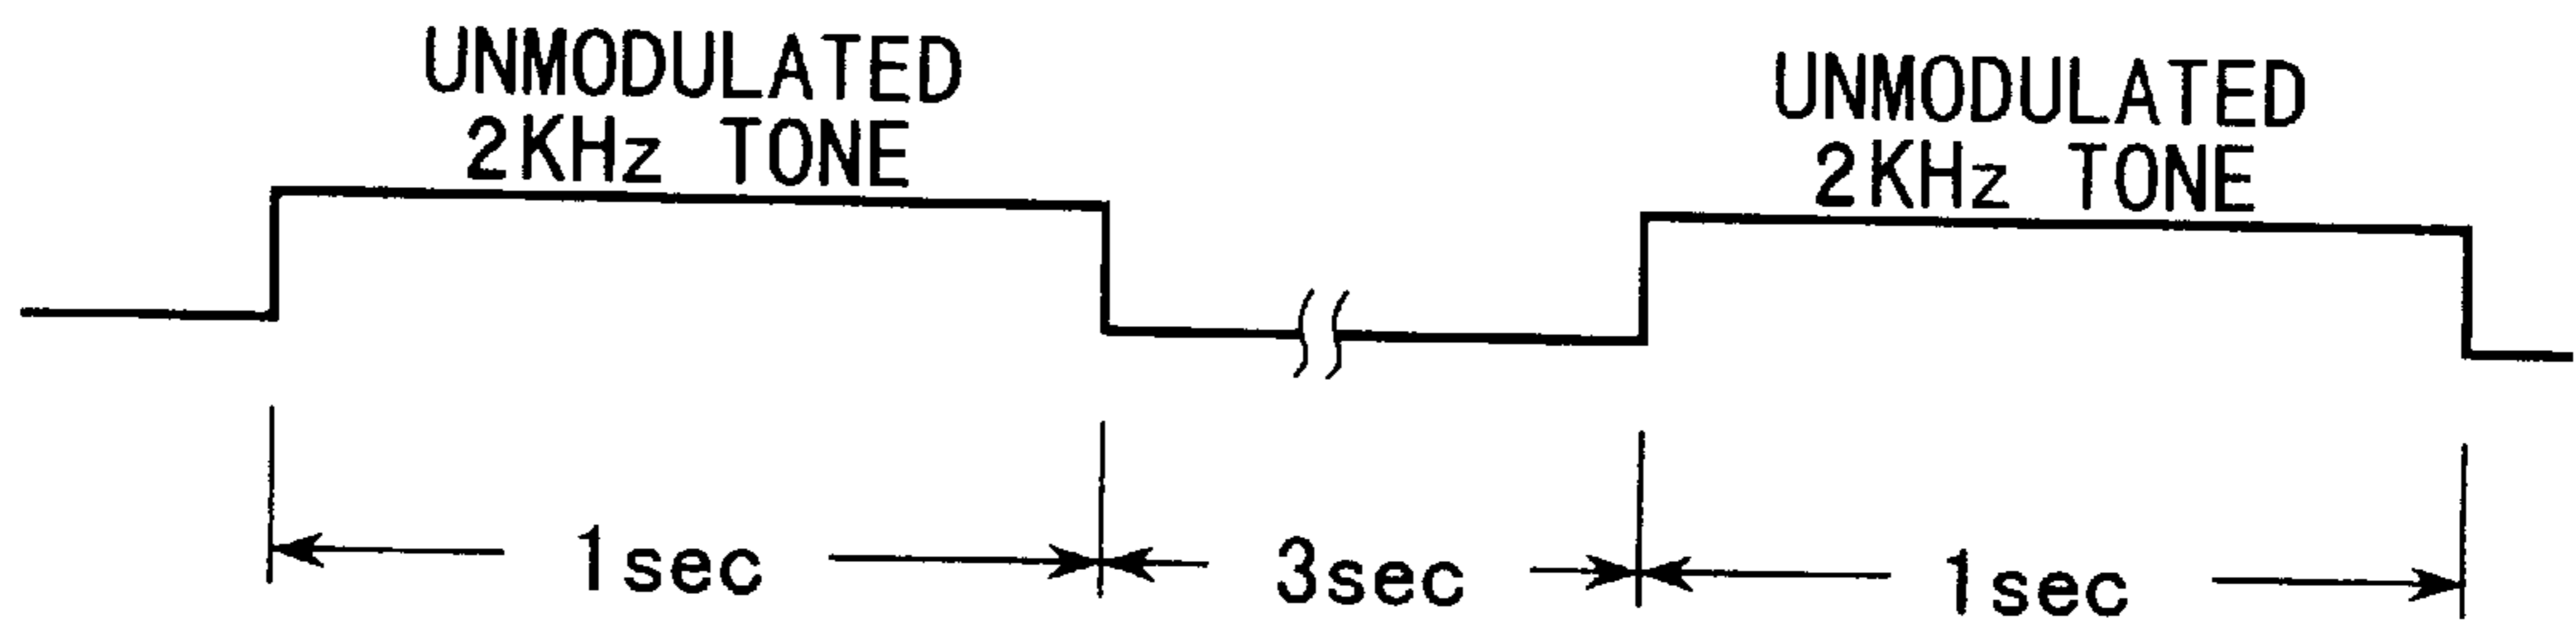 UNMODULATED
2KHz TONE
UNMODULATED
2KHz TONE
1sec
3sec
1sec